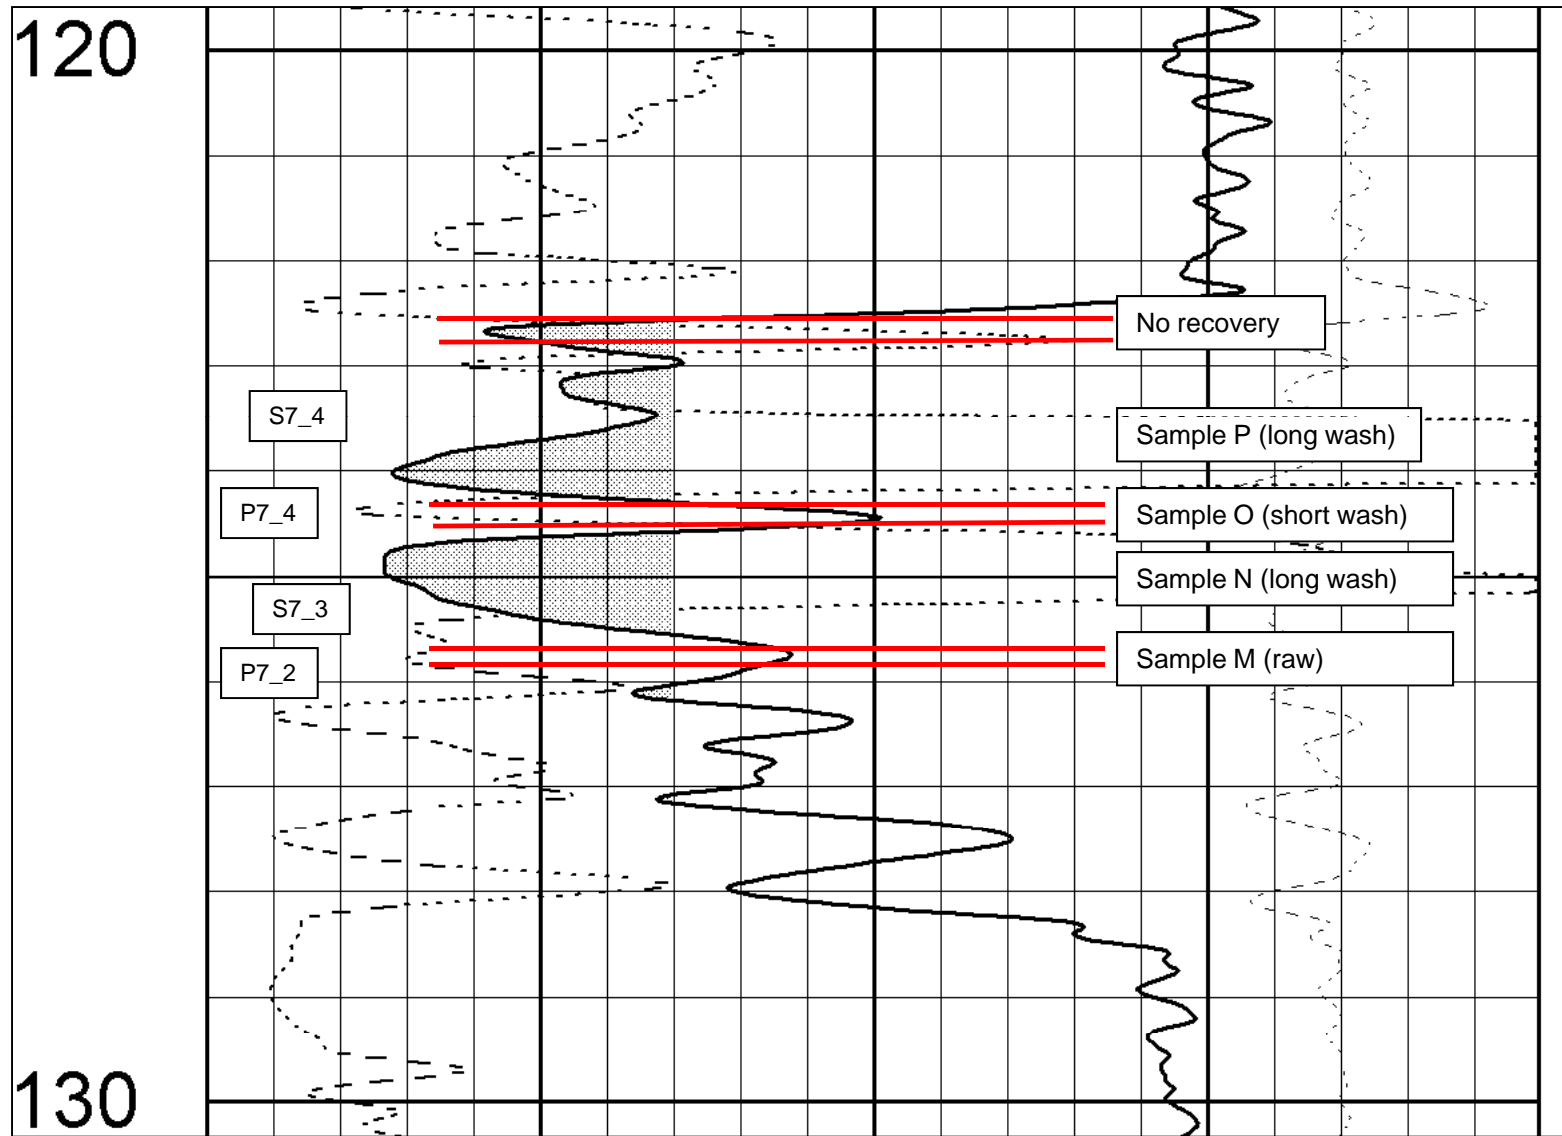 120
No recovery
S7_4
Sample P (long wash)
P7_4
Sample O (short wash)
Sample N (long wash)
S7_3
P7_2
Sample M (raw)
130